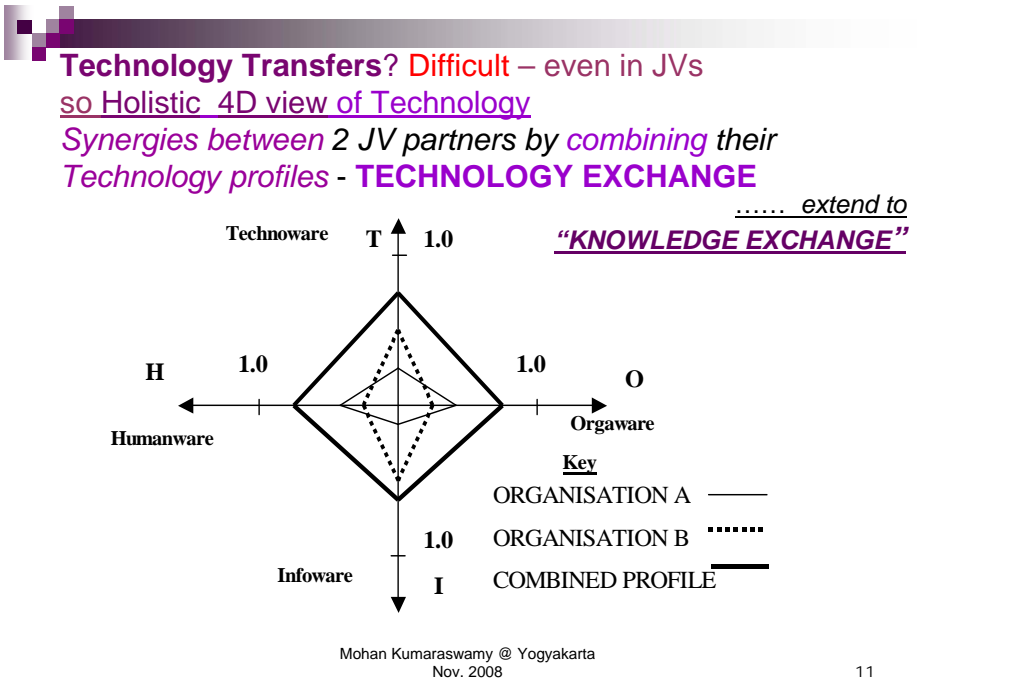 Technology Transfers? Difficult – even in JVs
so Holistic 4D view of Technology
Synergies between 2 JV partners by combining their
Technology profiles - TECHNOLOGY EXCHANGE
…… extend to
“KNOWLEDGE EXCHANGE”
Technoware T 1.0
H 1.0 1.0 O
Humanware Orgaware
Key
ORGANISATION A
ORGANISATION B
1.0
COMBINED PROFILE
Infoware I
Mohan Kumaraswamy @ Yogyakarta
Nov. 2008 11